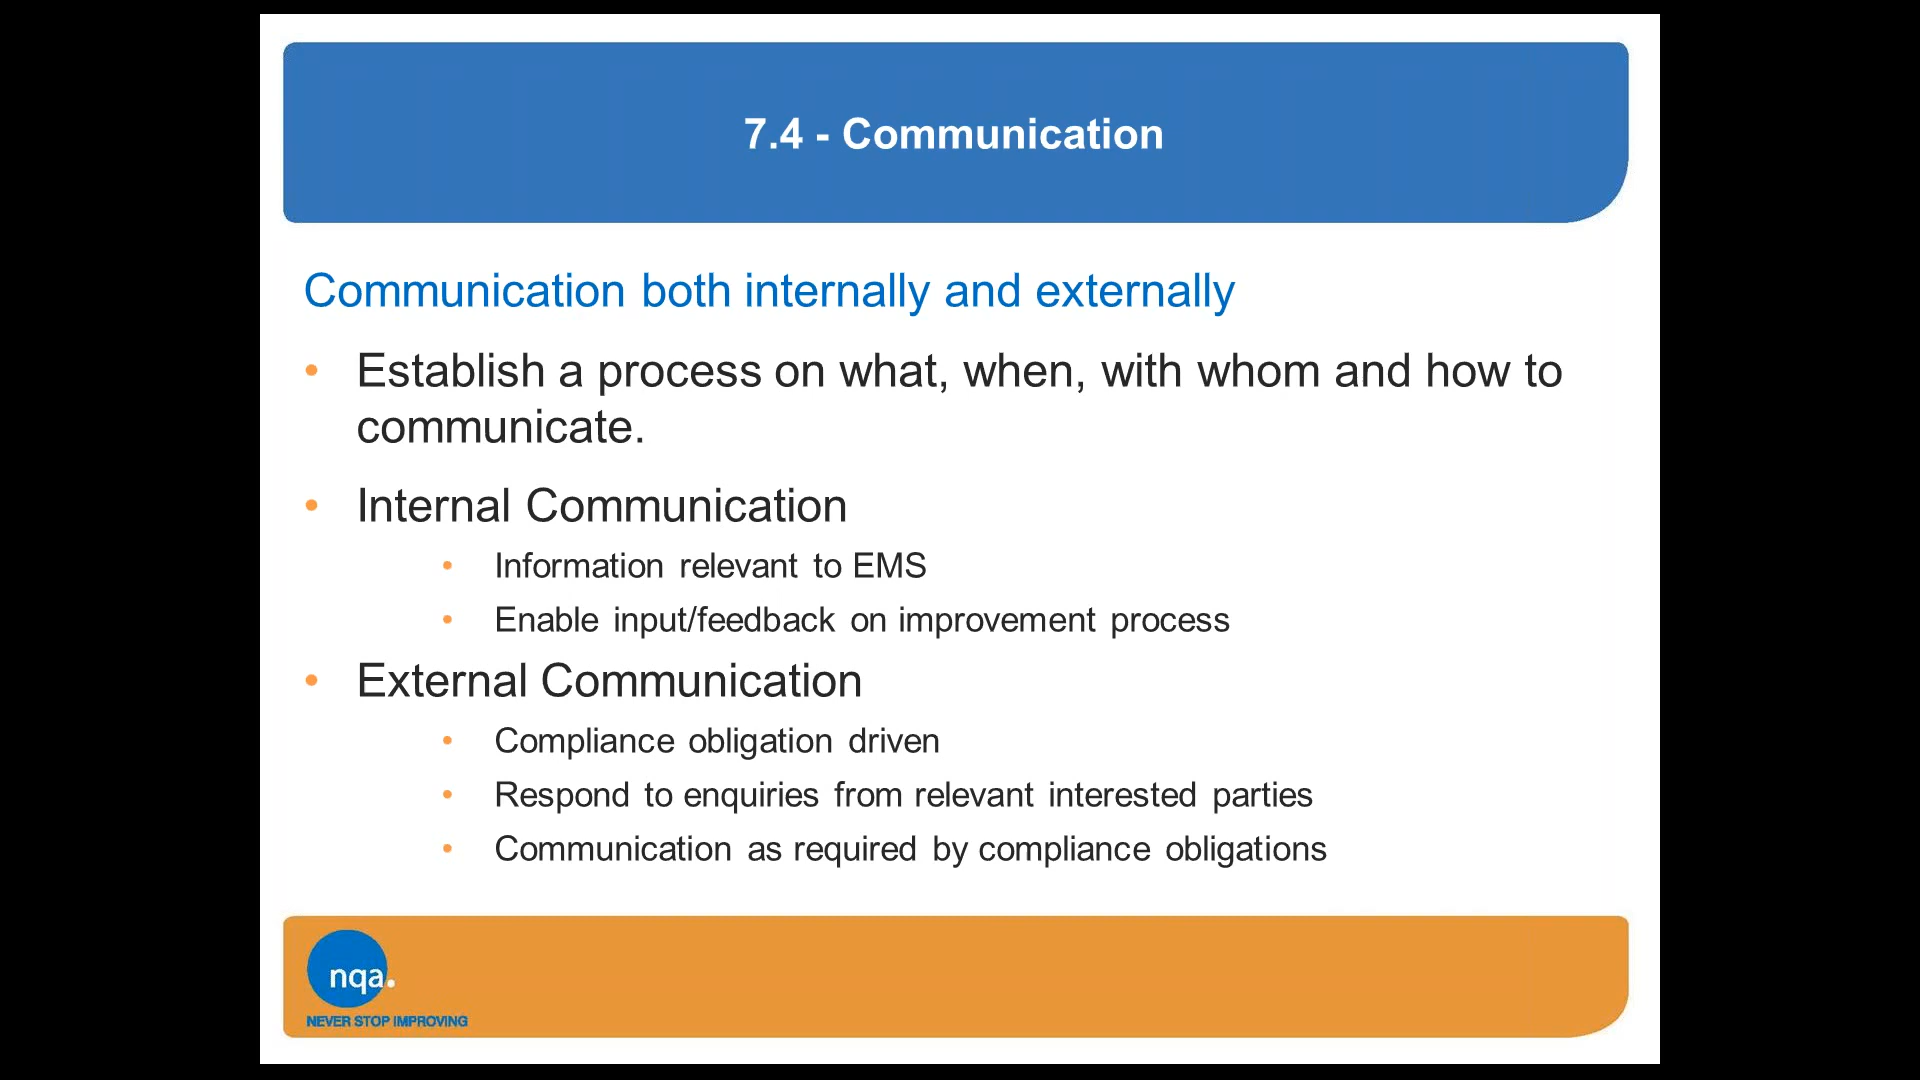 7.4 - Communication
Communication both internally and externally
• Establish a process on what, when, with whom and how to
communicate.
• Internal Communication
• Information relevant to EMS
• Enable input/feedback on improvement process
• External Communication
• Compliance obligation driven
• Respond to enquiries from relevant interested parties
• Communication as required by compliance obligations
nqa.
NEVER STOP IMPROVING